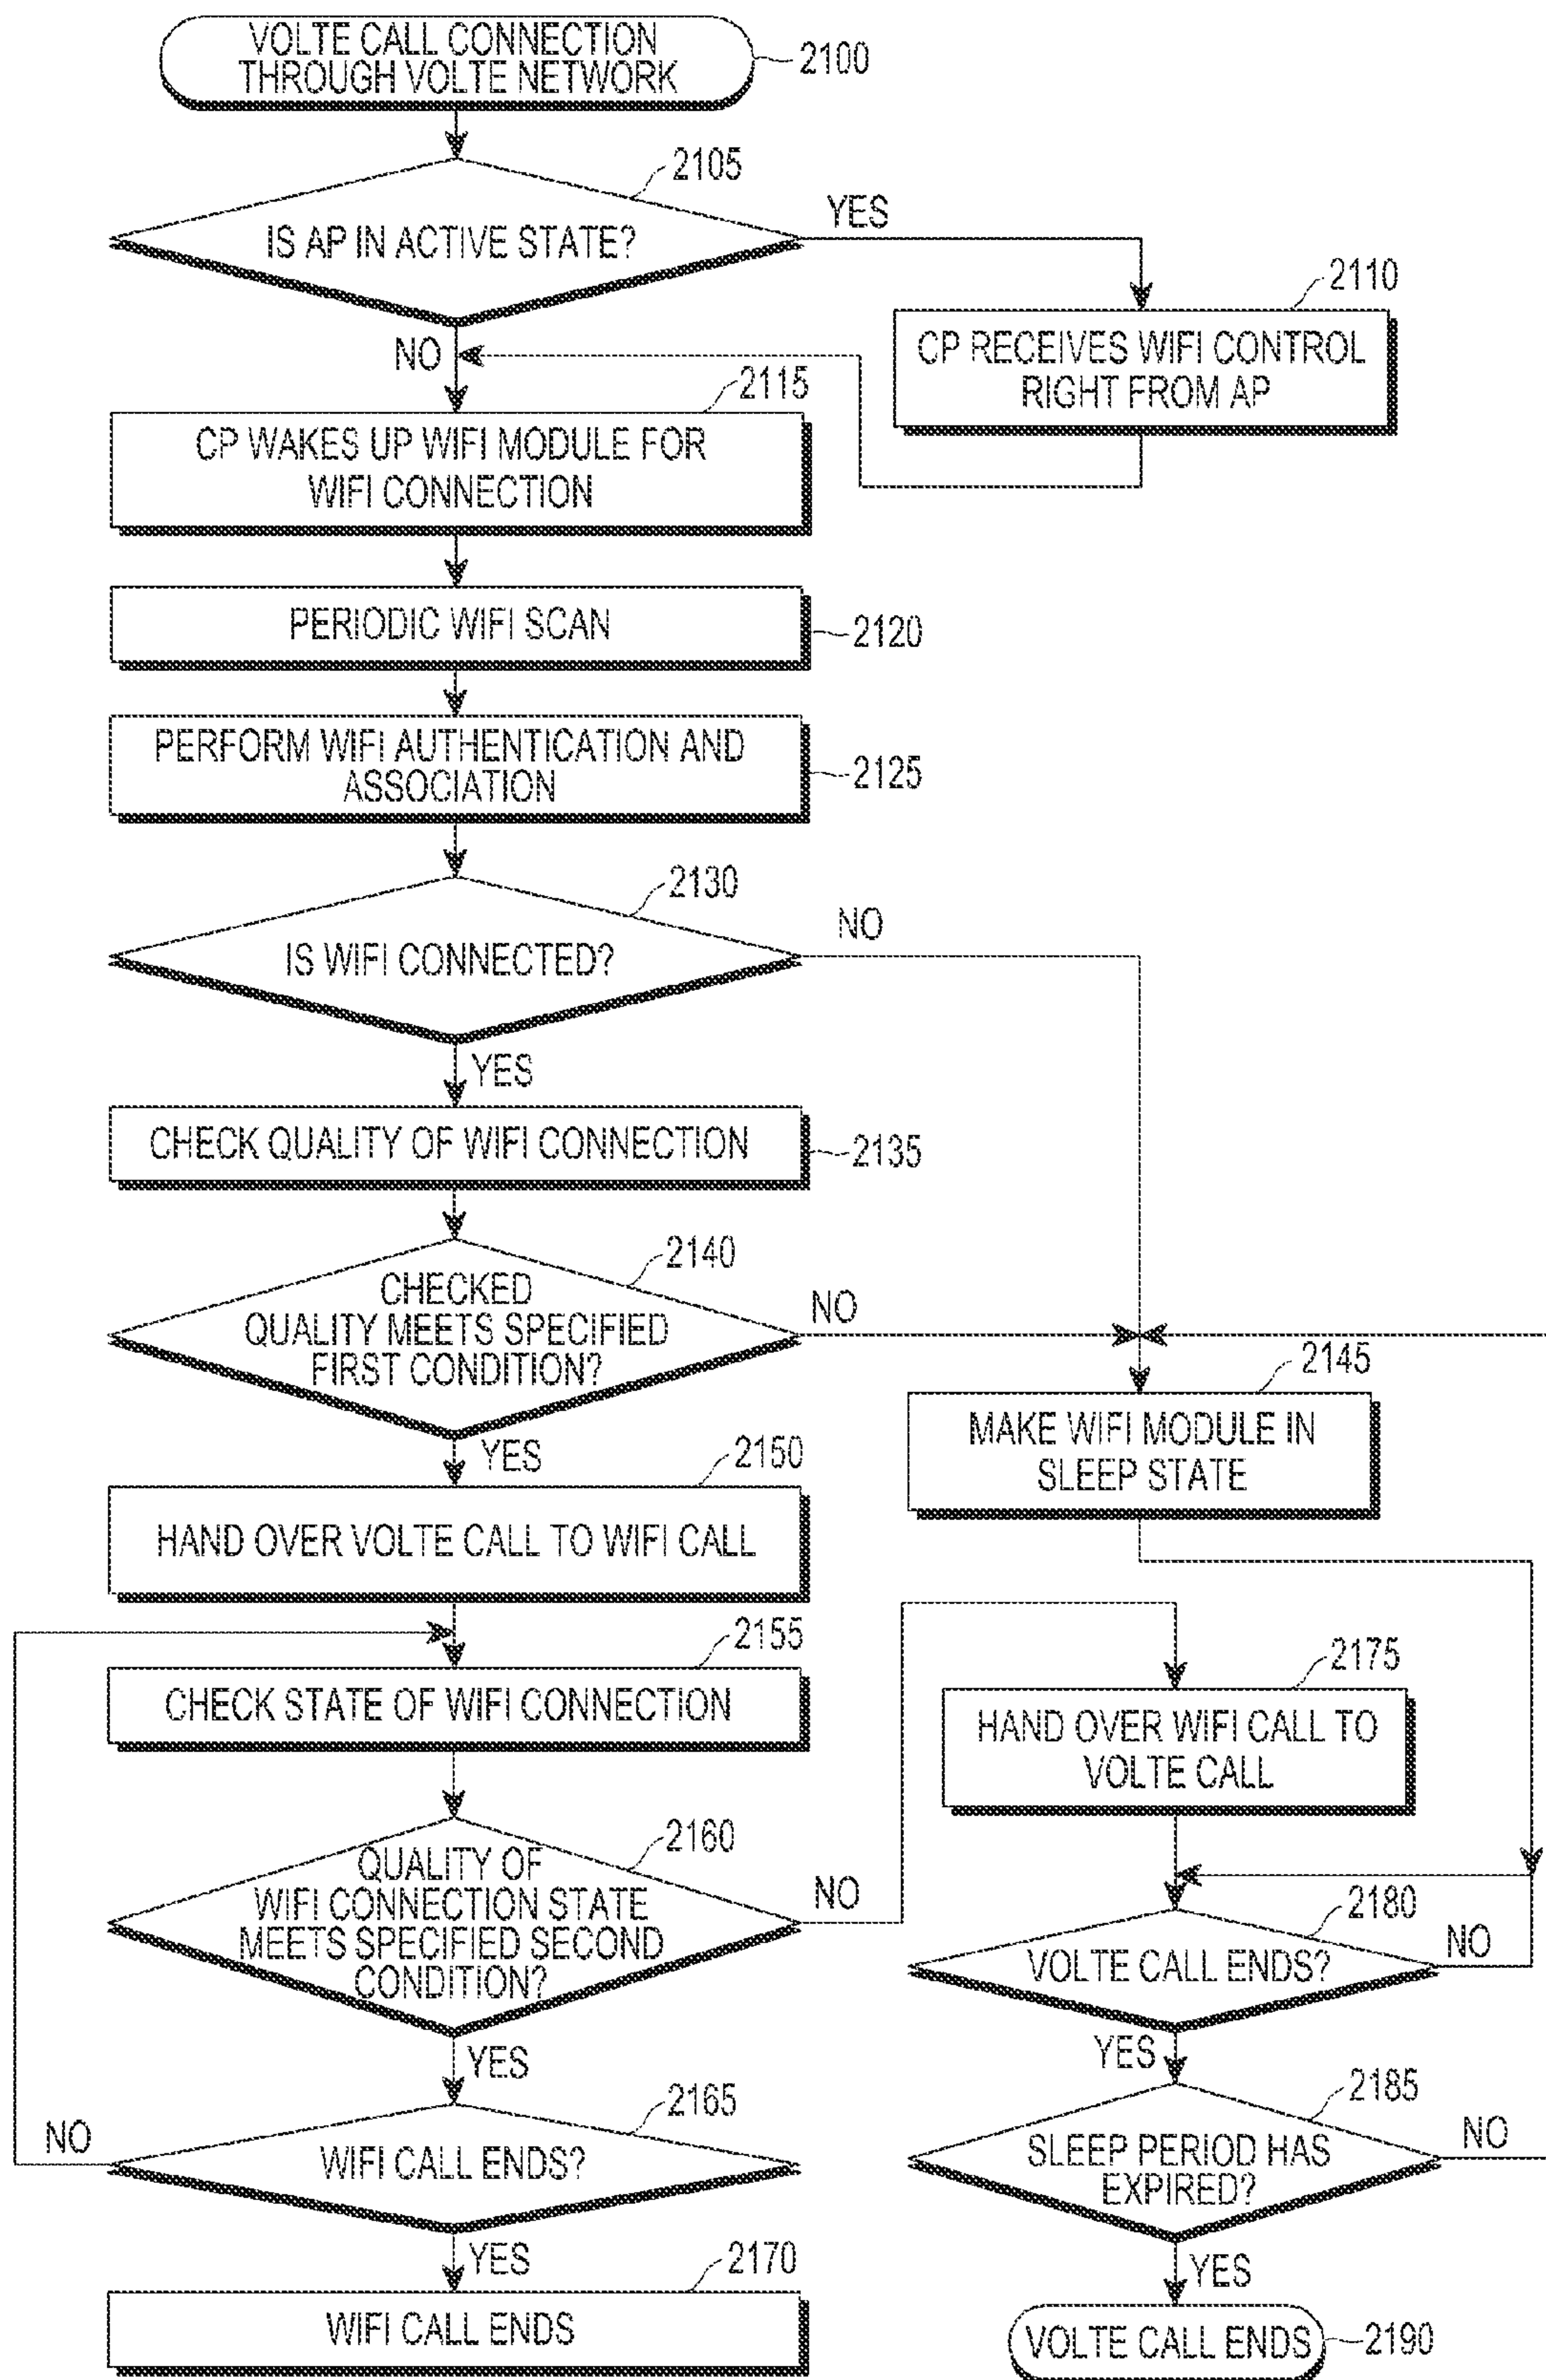 VOLTE CALL CONNECTION
THROUGH VOLTE NETWORK
2100
2105
IS AP IN ACTIVE STATE?
YES
NO
2110
CP RECEIVES WIFI CONTROL
RIGHT FROM AP
2115
CP WAKES UP WIFI MODULE FOR
WIFI CONNECTION
PERIODIC WIFI SCAN
2120
PERFORM WIFI AUTHENTICATION AND
ASSOCIATION
2125
2130
IS WIFI CONNECTED?
NO
YES
CHECK QUALITY OF WIFI CONNECTION
2135
2140
CHECKED
QUALITY MEETS SPECIFIED
FIRST CONDITION?
NO
YES
2145
MAKE WIFI MODULE IN
SLEEP STATE
2150
HAND OVER VOLTE CALL TO WIFI CALL
2155
CHECK STATE OF WIFI CONNECTION
2160
QUALITY OF
WIFI CONNECTION STATE
MEETS SPECIFIED SECOND
CONDITION?
NO
YES
2165
WIFI CALL ENDS?
NO
YES
2170
WIFI CALL ENDS
2175
HAND OVER WIFI CALL TO
VOLTE CALL
2180
VOLTE CALL ENDS?
NO
YES
2185
SLEEP PERIOD HAS
EXPIRED?
NO
YES
VOLTE CALL ENDS
2190